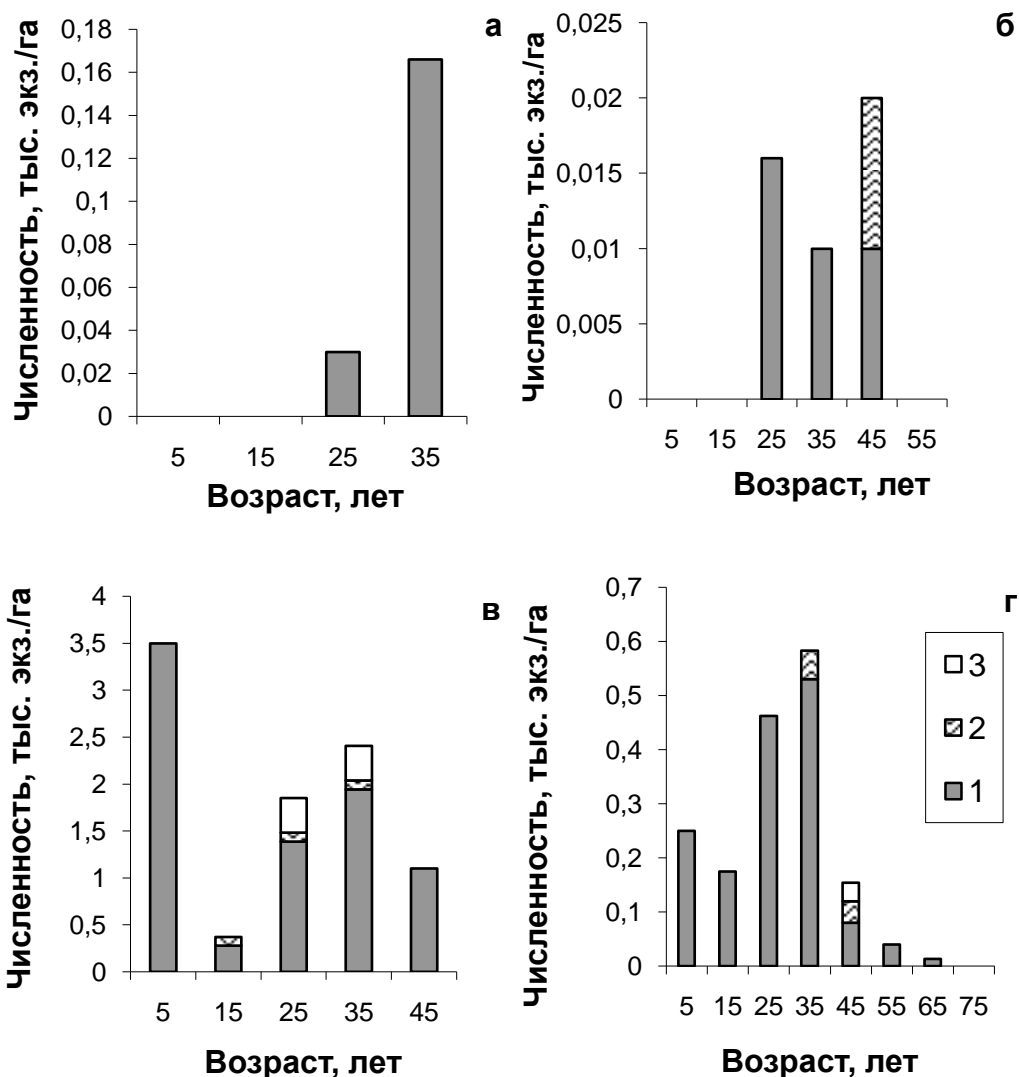 а
Численность, тыс. экз./га
0,18
0,16
0,14
0,12
0,1
0,08
0,06
0,04
0,02
0
5 15 25 35
Возраст, лет
б
Численность, тыс. экз./га
0,025
0,02
0,015
0,01
0,005
0
5 15 25 35 45 55
Возраст, лет
в
Численность, тыс. экз./га
4
3,5
3
2,5
2
1,5
1
0,5
0
5 15 25 35 45
Возраст, лет
г
Численность, тыс. экз./га
0,7
0,6
0,5
0,4
0,3
0,2
0,1
0
5 15 25 35 45 55 65 75
Возраст, лет
3
2
1